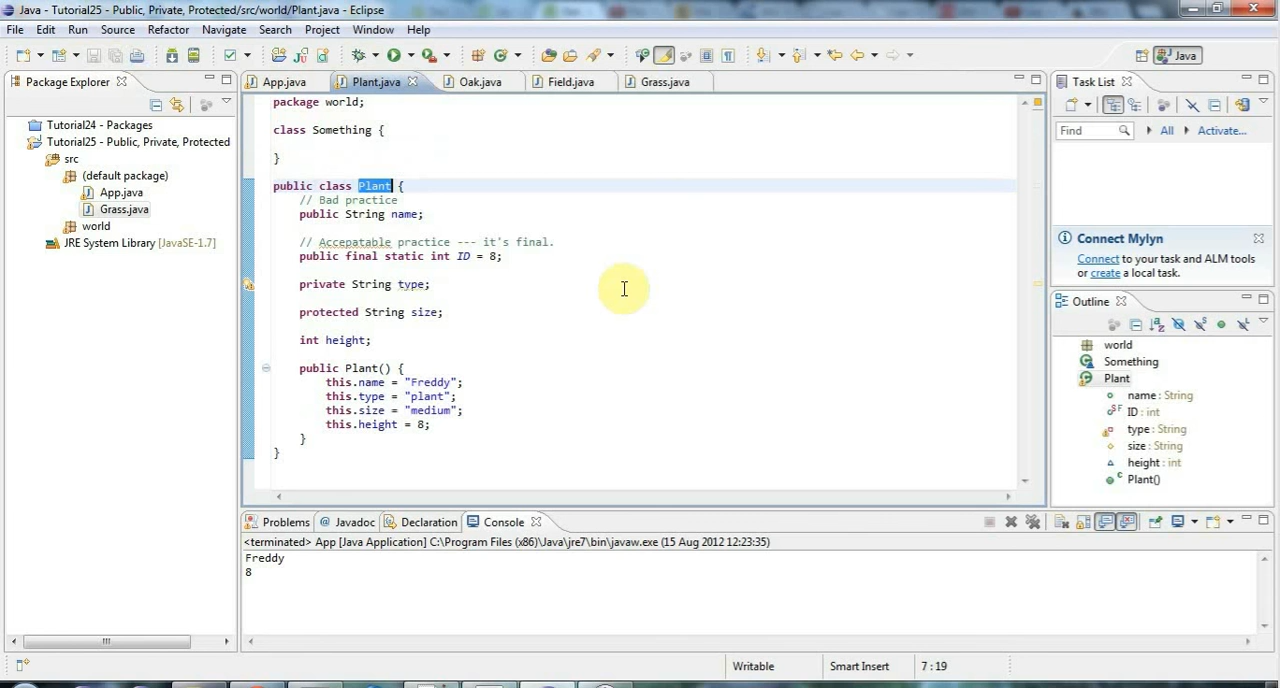 Java - Tutorial25 - Public, Private, Protected/src/world/Plant.java - Eclipse
File Edit Run Source Refactor Navigate Search Project Window Help
Java
Package Explorer
App.java Plant.java Oak.java Field.java Grass.java
Task List
Tutorial24 - Packages
Tutorial25 - Public, Private, Protected
src
(default package)
App.java
Grass.java
world
JRE System Library [JavaSE-1.7]
package world;
class Something {
}
public class Plant {
// Bad practice
public String name;
// Accepatable practice --- it's final.
public final static int ID = 8;
private String type;
protected String size;
int height;
public Plant() {
this.name = "Freddy";
this.type = "plant";
this.size = "medium";
this.height = 8;
}
}
Find All Activate...
Connect Mylyn
Connect to your task and ALM tools
or create a local task.
Outline
world
Something
Plant
name : String
ID : int
type : String
size : String
height : int
Plant()
Problems Javadoc Declaration Console
<terminated> App [Java Application] C:\Program Files (x86)\Java\jre7\bin\javaw.exe (15 Aug 2012 12:23:35)
Freddy
8
Writable Smart Insert 7 : 19